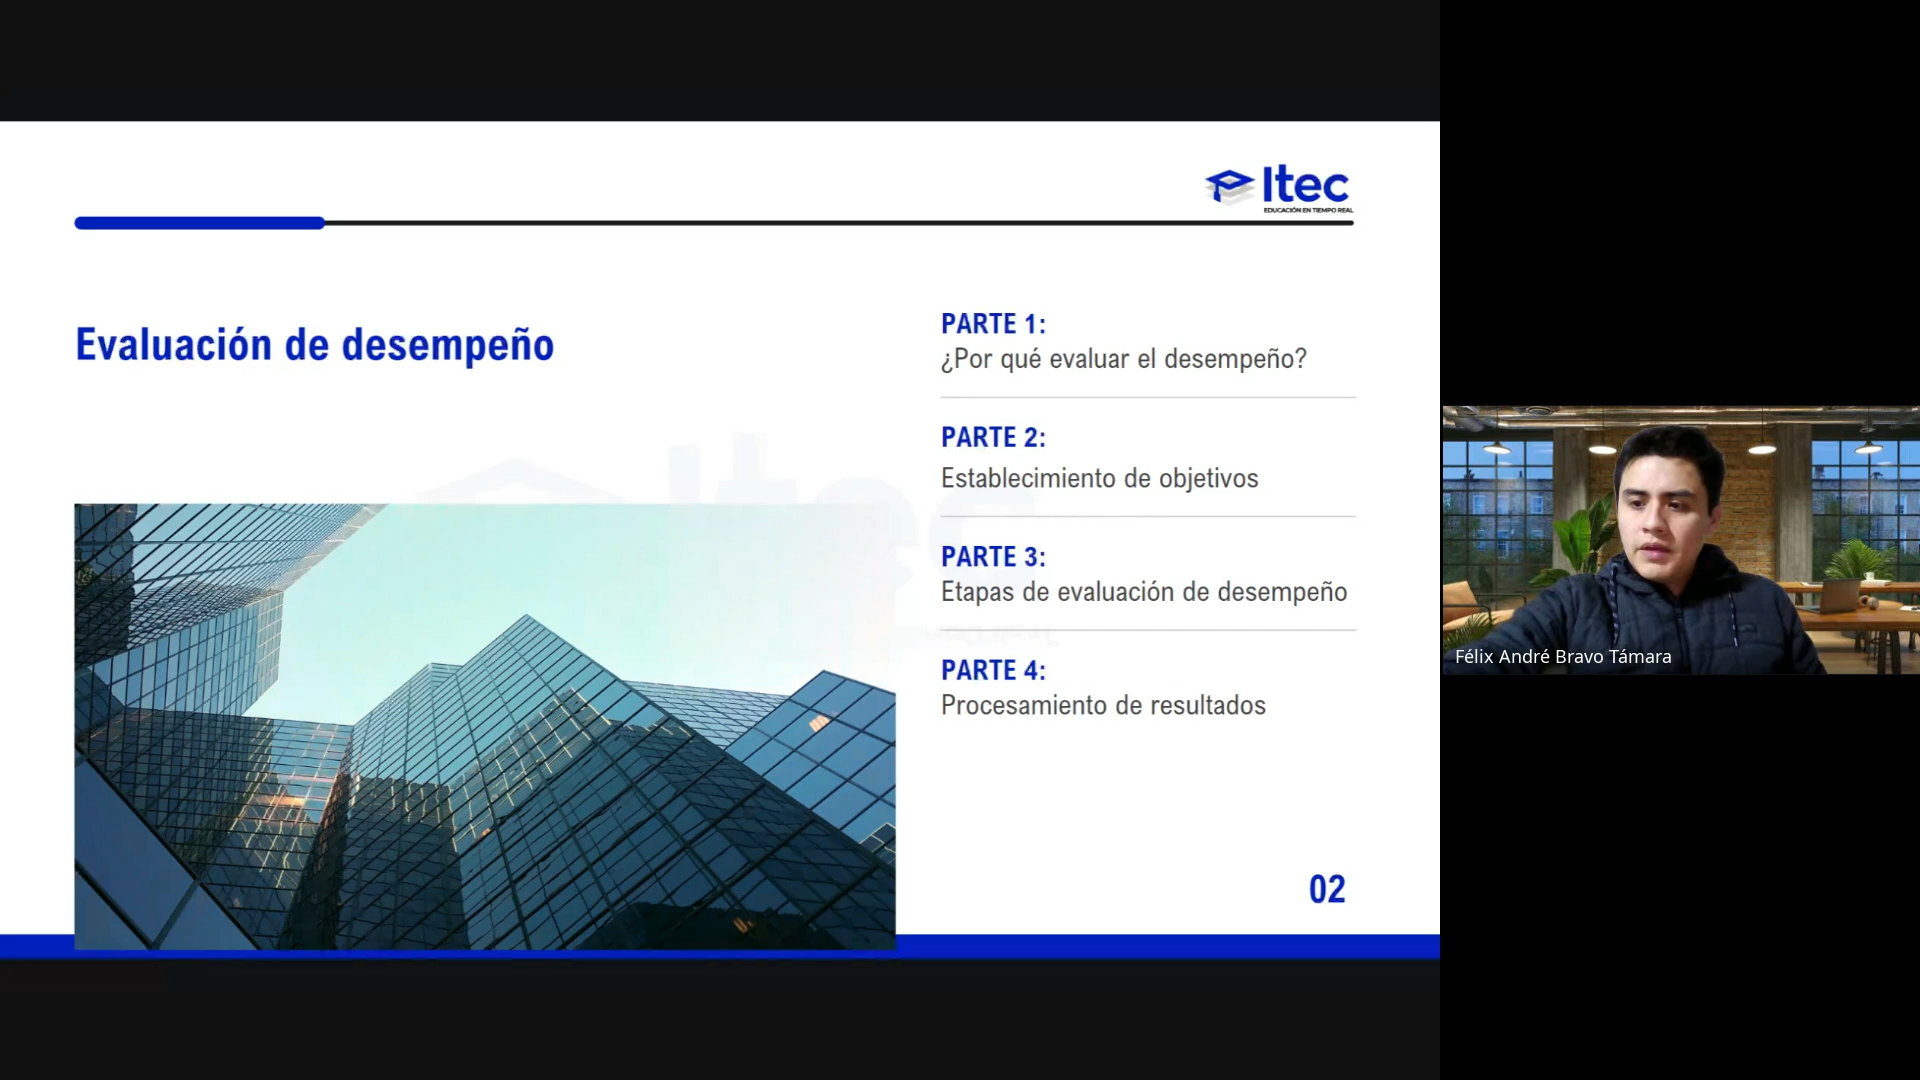 Itec
EDUCACIÓN EN TIEMPO REAL
Evaluación de desempeño
PARTE 1:
¿Por qué evaluar el desempeño?
PARTE 2:
Establecimiento de objetivos
PARTE 3:
Etapas de evaluación de desempeño
PARTE 4:
Procesamiento de resultados
02
Félix André Bravo Támara